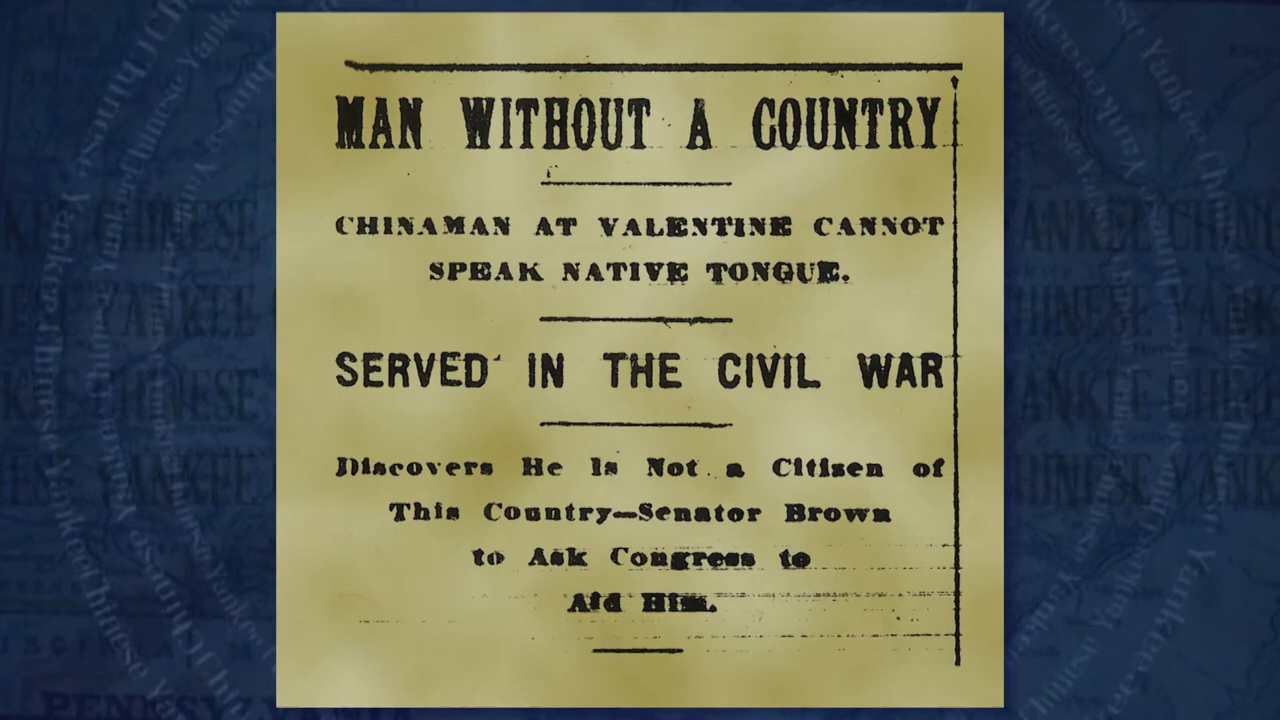 MAN WITHOUT A COUNTRY
CHINAMAN AT VALENTINE CANNOT
SPEAK NATIVE TONGUE.
SERVED IN THE CIVIL WAR
Discovers He Is Not a Citizen of
This Country—Senator Brown
to Ask Congress to
Aid Him.
PENNSYLVANIA